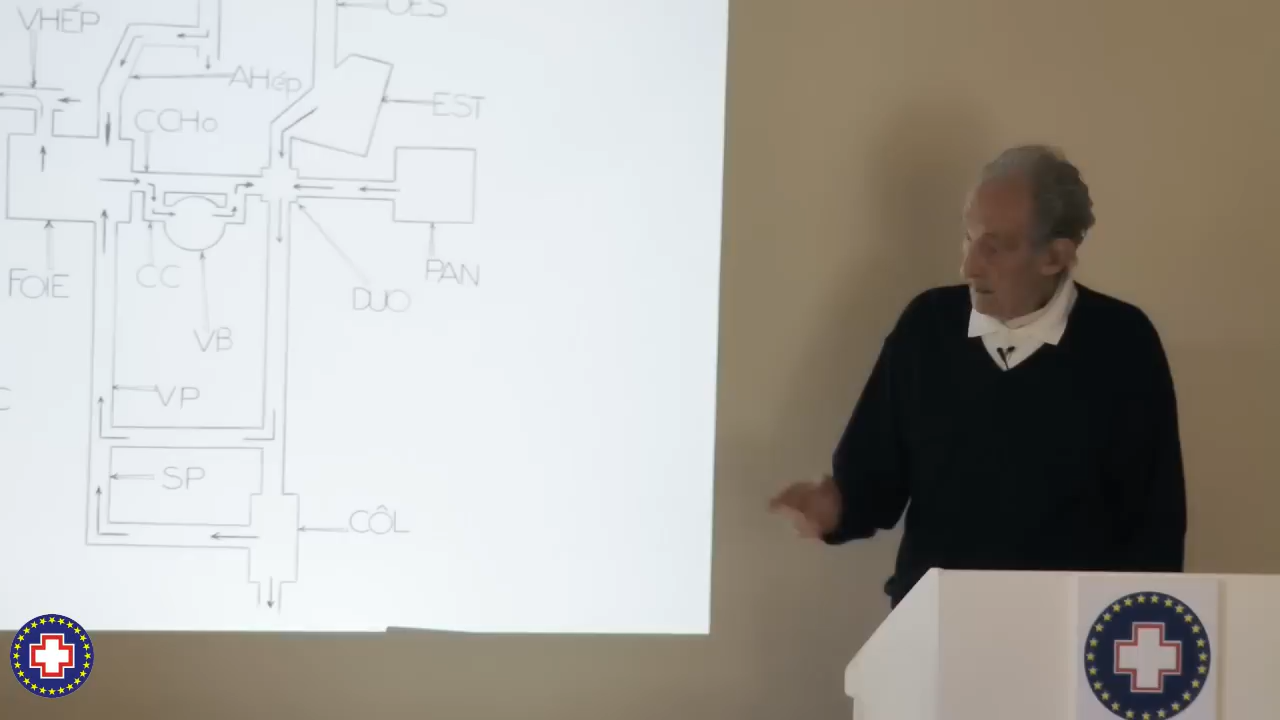 VHÉP
OES
AHép
EST
CCHo
FOIE
CC
PAN
DUO
VB
VP
SP
CÔL